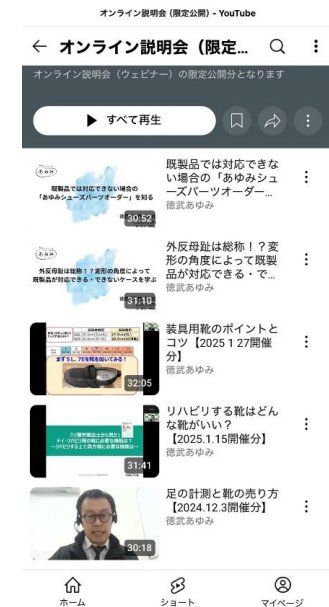 オンライン説明会 (限定公開) - YouTube
← オンライン説明会（限定...
オンライン説明会（ウェビナー）の限定公開分となります
すべて再生
既製品では対応できない場合の
「あゆみシューズパーツオーダー」を知る
30:52
既製品では対応できな
い場合の「あゆみシュ
ーズパーツオーダー...
徳武あゆみ
外反母趾は総称！？変形の角度によって
既製品が対応できる・できないケースを学ぶ
31:10
外反母趾は総称！？変
形の角度によって既製
品が対応できる・で...
徳武あゆみ
まず５L、7Eを靴を履いてみる！
32:05
装具用靴のポイントと
コツ【2025 1 27開催
分】
徳武あゆみ
31:41
リハビリする靴はどん
な靴がいい？
【2025.1.15開催分】
徳武あゆみ
30:18
足の計測と靴の売り方
【2024.12.3開催分】
徳武あゆみ
ホーム
ショート
マイページ